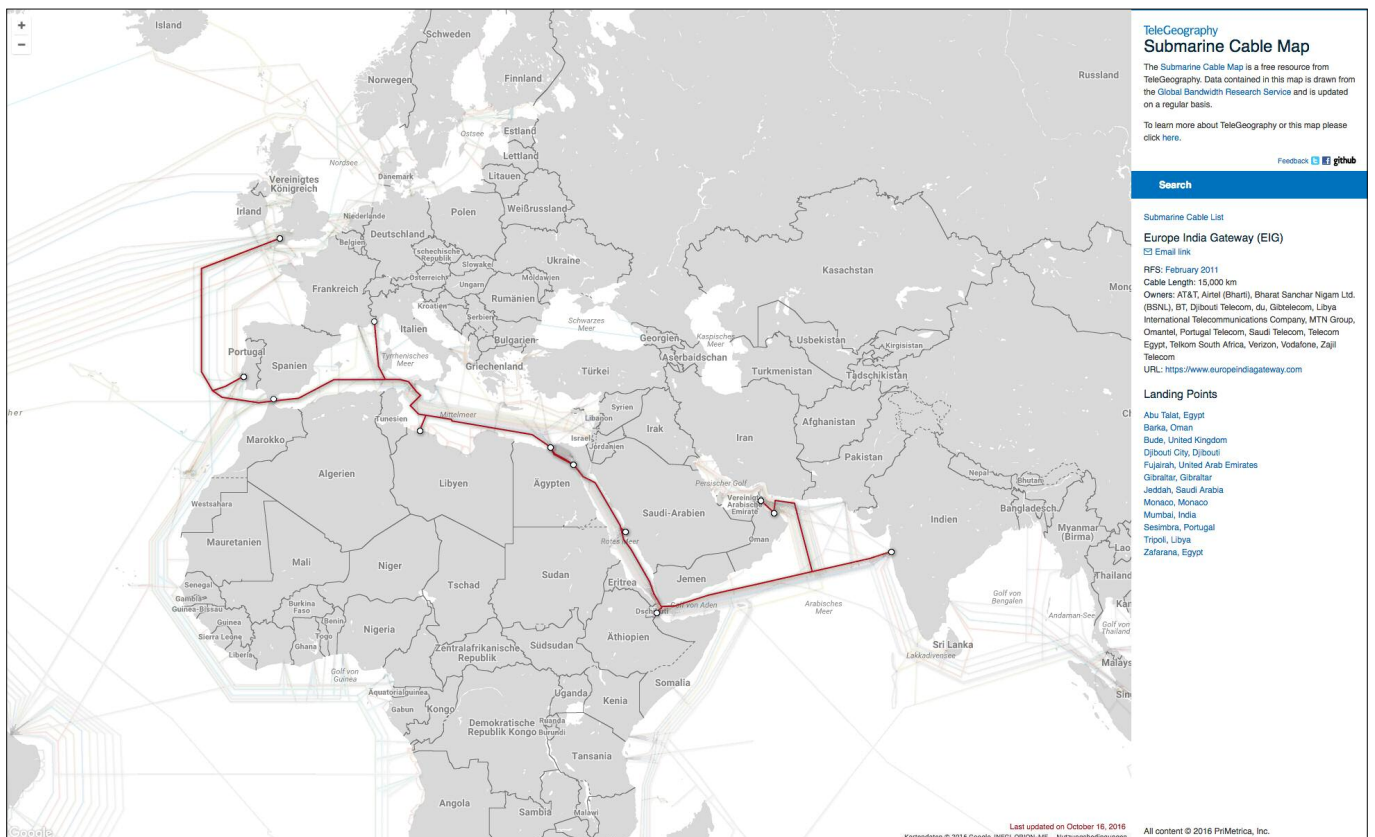 +
−
Island
Schweden
Norwegen
Finnland
Russland
Ostsee
Estland
Lettland
Litauen
Nordsee
Dänemark
Vereinigtes
Königreich
Irland
Niederlande
Polen
Weißrussland
Belgien
Deutschland
Tschechische
Republik
Slowakei
Ukraine
Kasachstan
Frankreich
Österreich
Ungarn
Moldawien
Rumänien
Kroatien
Serbien
Italien
Schwarzes
Meer
Bulgarien
Georgien
Kaspisches
Meer
Usbekistan
Kirgisistan
Aserbaidschan
Portugal
Spanien
Tyrrhenisches
Meer
Griechenland
Türkei
Turkmenistan
Tadschikistan
Tunesien
Mittelmeer
Syrien
Libanon
Irak
Israel
Jordanien
Iran
Afghanistan
Pakistan
Marokko
Algerien
Libyen
Ägypten
Persischer Golf
Nepal
Bhutan
Westsahara
Saudi-Arabien
Vereinigte
Arabische
Emirate
Oman
Indien
Bangladesch
Myanmar
(Birma)
Mauretanien
Mali
Niger
Tschad
Sudan
Rotes Meer
Eritrea
Jemen
Senegal
Gambia
Guinea-Bissau
Guinea
Sierra Leone
Liberia
Burkina
Faso
Benin
Togo
Ghana
Nigeria
Dschibuti
Golf von Aden
Arabisches
Meer
Golf von
Bengalen
Andaman-See
Golf von
Thailand
Thailand
Äthiopien
Zentralafrikanische
Republik
Südsudan
Somalia
Sri Lanka
Lakkadivensee
Golf von
Guinea
Äquatorialguinea
Gabun
Kongo
Uganda
Kenia
Demokratische
Republik Kongo
Ruanda
Burundi
Tansania
Angola
Sambia
Malawi
Google
Last updated on October 16, 2016
TeleGeography
Submarine Cable Map
The Submarine Cable Map is a free resource from
TeleGeography. Data contained in this map is drawn from
the Global Bandwidth Research Service and is updated
on a regular basis.
To learn more about TeleGeography or this map please
click here.
Feedback github
Search
Submarine Cable List
Europe India Gateway (EIG)
Email link
RFS: February 2011
Cable Length: 15,000 km
Owners: AT&T, Airtel (Bharti), Bharat Sanchar Nigam Ltd.
(BSNL), BT, Djibouti Telecom, du, Gibtelecom, Libya
International Telecommunications Company, MTN Group,
Omantel, Portugal Telecom, Saudi Telecom, Telecom
Egypt, Telkom South Africa, Verizon, Vodafone, Zajil
Telecom
URL: https://www.europeindiagateway.com
Landing Points
Abu Talat, Egypt
Barka, Oman
Bude, United Kingdom
Djibouti City, Djibouti
Fujairah, United Arab Emirates
Gibraltar, Gibraltar
Jeddah, Saudi Arabia
Monaco, Monaco
Mumbai, India
Sesimbra, Portugal
Tripoli, Libya
Zafarana, Egypt
All content © 2016 PriMetrica, Inc.